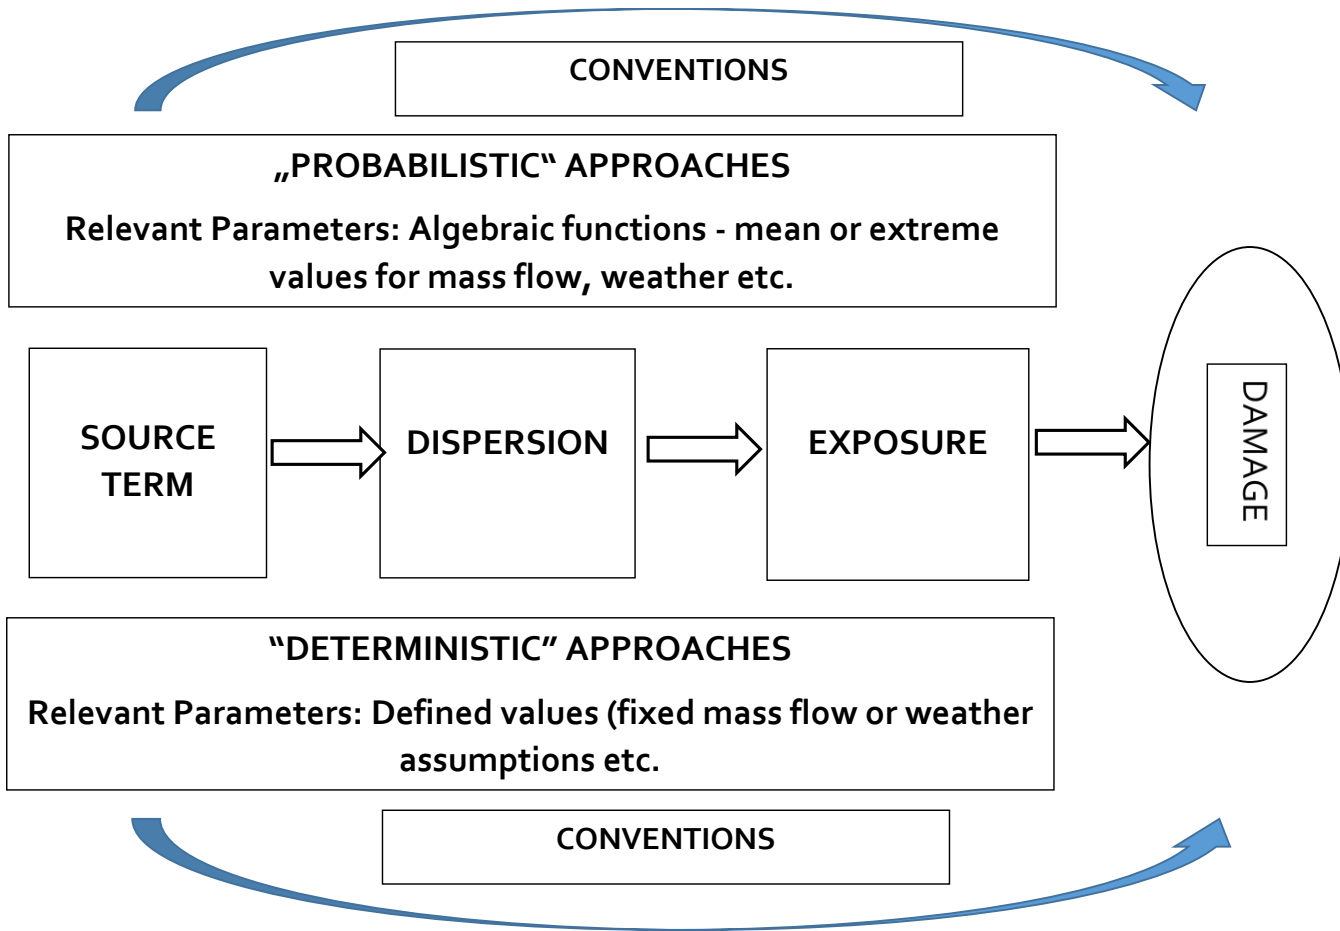 CONVENTIONS
„PROBABILISTIC“ APPROACHES
Relevant Parameters: Algebraic functions - mean or extreme
values for mass flow, weather etc.
SOURCE
TERM
DISPERSION
EXPOSURE
DAMAGE
“DETERMINISTIC” APPROACHES
Relevant Parameters: Defined values (fixed mass flow or weather
assumptions etc.
CONVENTIONS